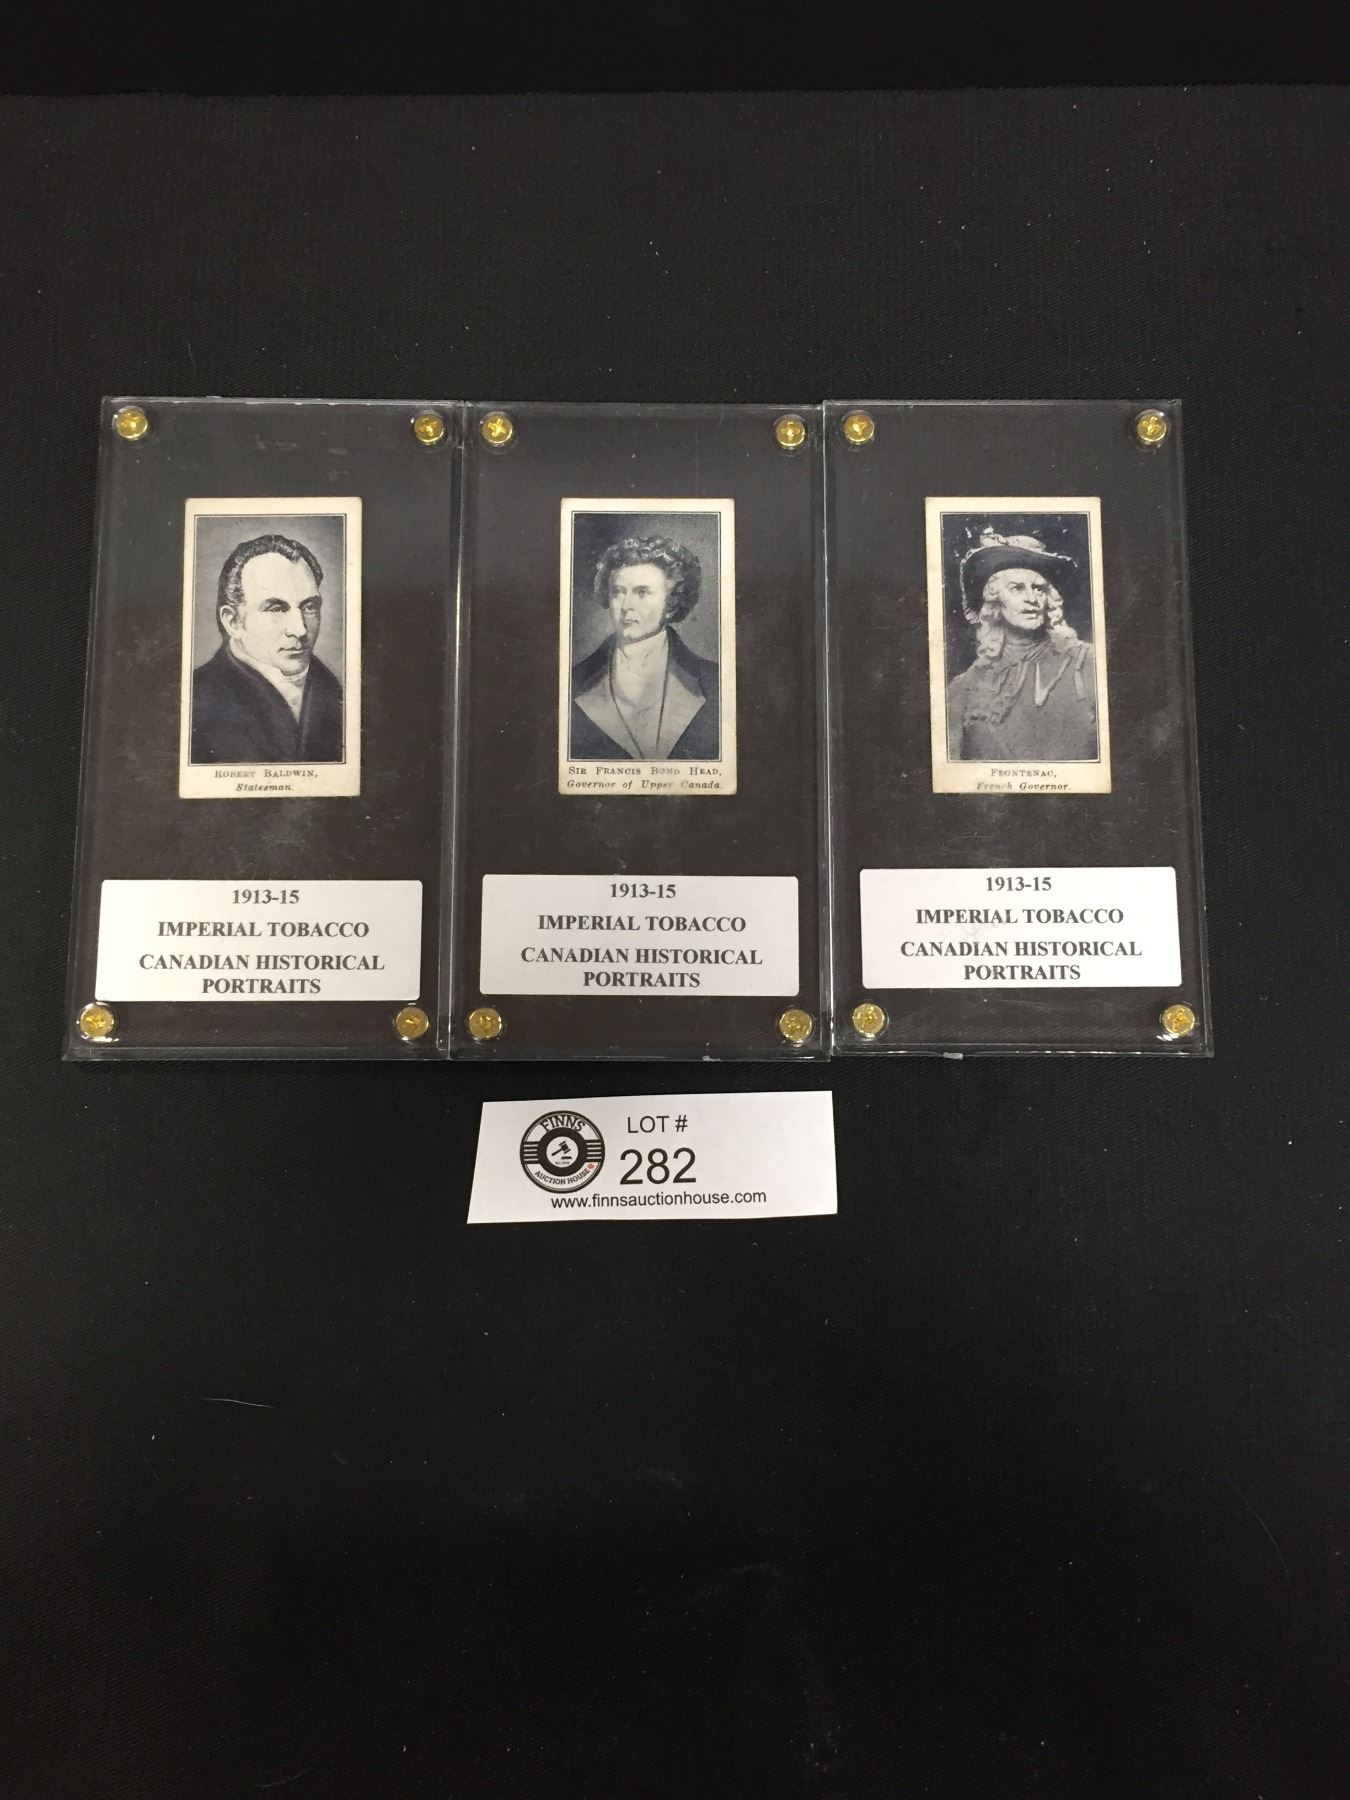 ROBERT BALDWIN,
Statesman.
1913-15
IMPERIAL TOBACCO
CANADIAN HISTORICAL
PORTRAITS
SIR FRANCIS BOND HEAD,
Governor of Upper Canada.
1913-15
IMPERIAL TOBACCO
CANADIAN HISTORICAL
PORTRAITS
FRONTENAC,
French Governor.
1913-15
IMPERIAL TOBACCO
CANADIAN HISTORICAL
PORTRAITS
FINNS
AUCTION HOUSE
LOT #
282
www.finnsauctionhouse.com